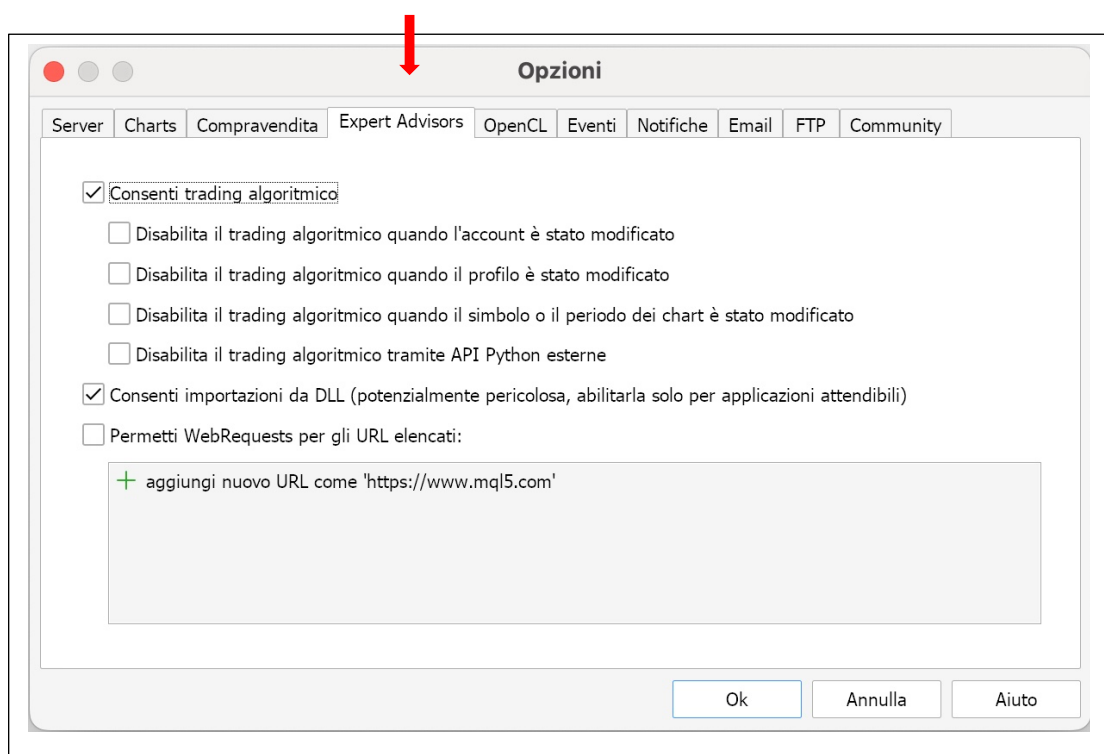 Opzioni
Server Charts Compravendita Expert Advisors OpenCL Eventi Notifiche Email FTP Community
Consenti trading algoritmico
Disabilita il trading algoritmico quando l'account è stato modificato
Disabilita il trading algoritmico quando il profilo è stato modificato
Disabilita il trading algoritmico quando il simbolo o il periodo dei chart è stato modificato
Disabilita il trading algoritmico tramite API Python esterne
Consenti importazioni da DLL (potenzialmente pericolosa, abilitarla solo per applicazioni attendibili)
Permetti WebRequests per gli URL elencati:
aggiungi nuovo URL come 'https://www.mql5.com'
Ok Annulla Aiuto